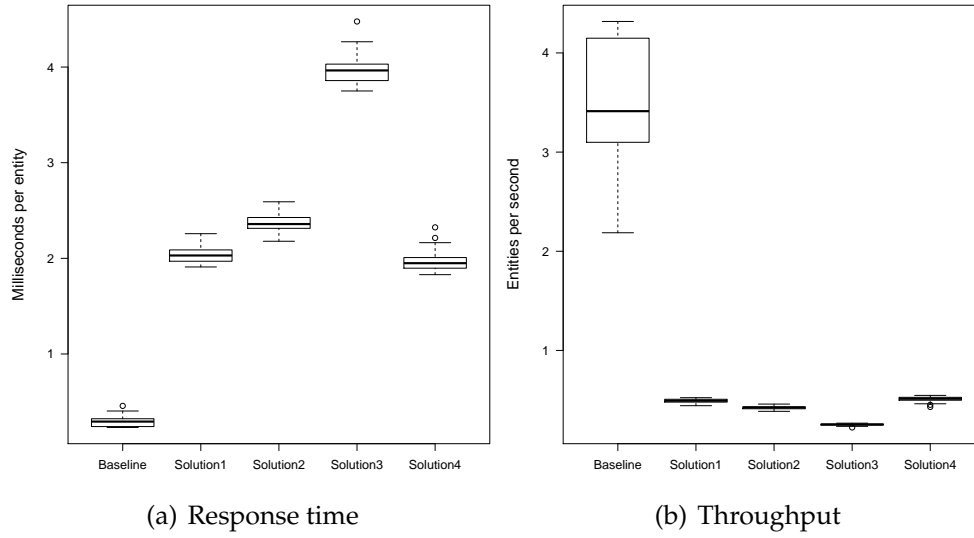 Milliseconds per entity
4
3
2
1
Baseline Solution1 Solution2 Solution3 Solution4
(a) Response time
Entities per second
4
3
2
1
Baseline Solution1 Solution2 Solution3 Solution4
(b) Throughput